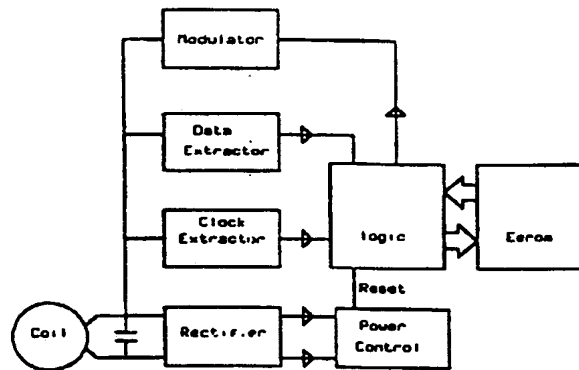 Modulator
Data
Extractor
Clock
Extractor
logic
Eerom
Reset
Coil
Rectifier
Power
Control